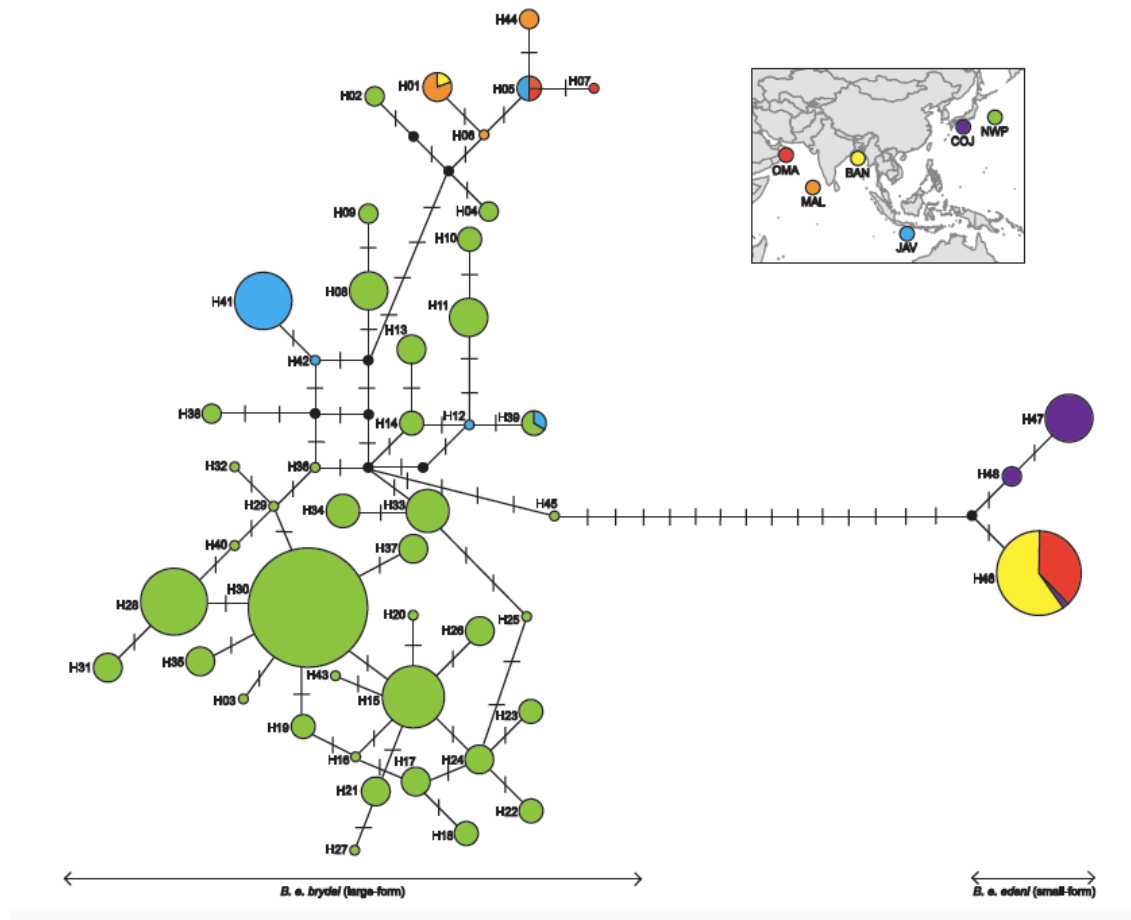 H44
H01
H05
H07
H02
H06
COJ
NWP
OMA
BAN
MAL
H09
H04
H10
JAV
H41
H08
H11
H13
H42
H38
H14
H12
H39
H47
H32
H36
H48
H29
H34
H33
H45
H40
H37
H46
H28
H30
H20
H26
H25
H31
H35
H43
H03
H15
H23
H19
H16
H17
H24
H21
H22
H18
H27
B. e. brydei (large-form)
B. e. edeni (small-form)